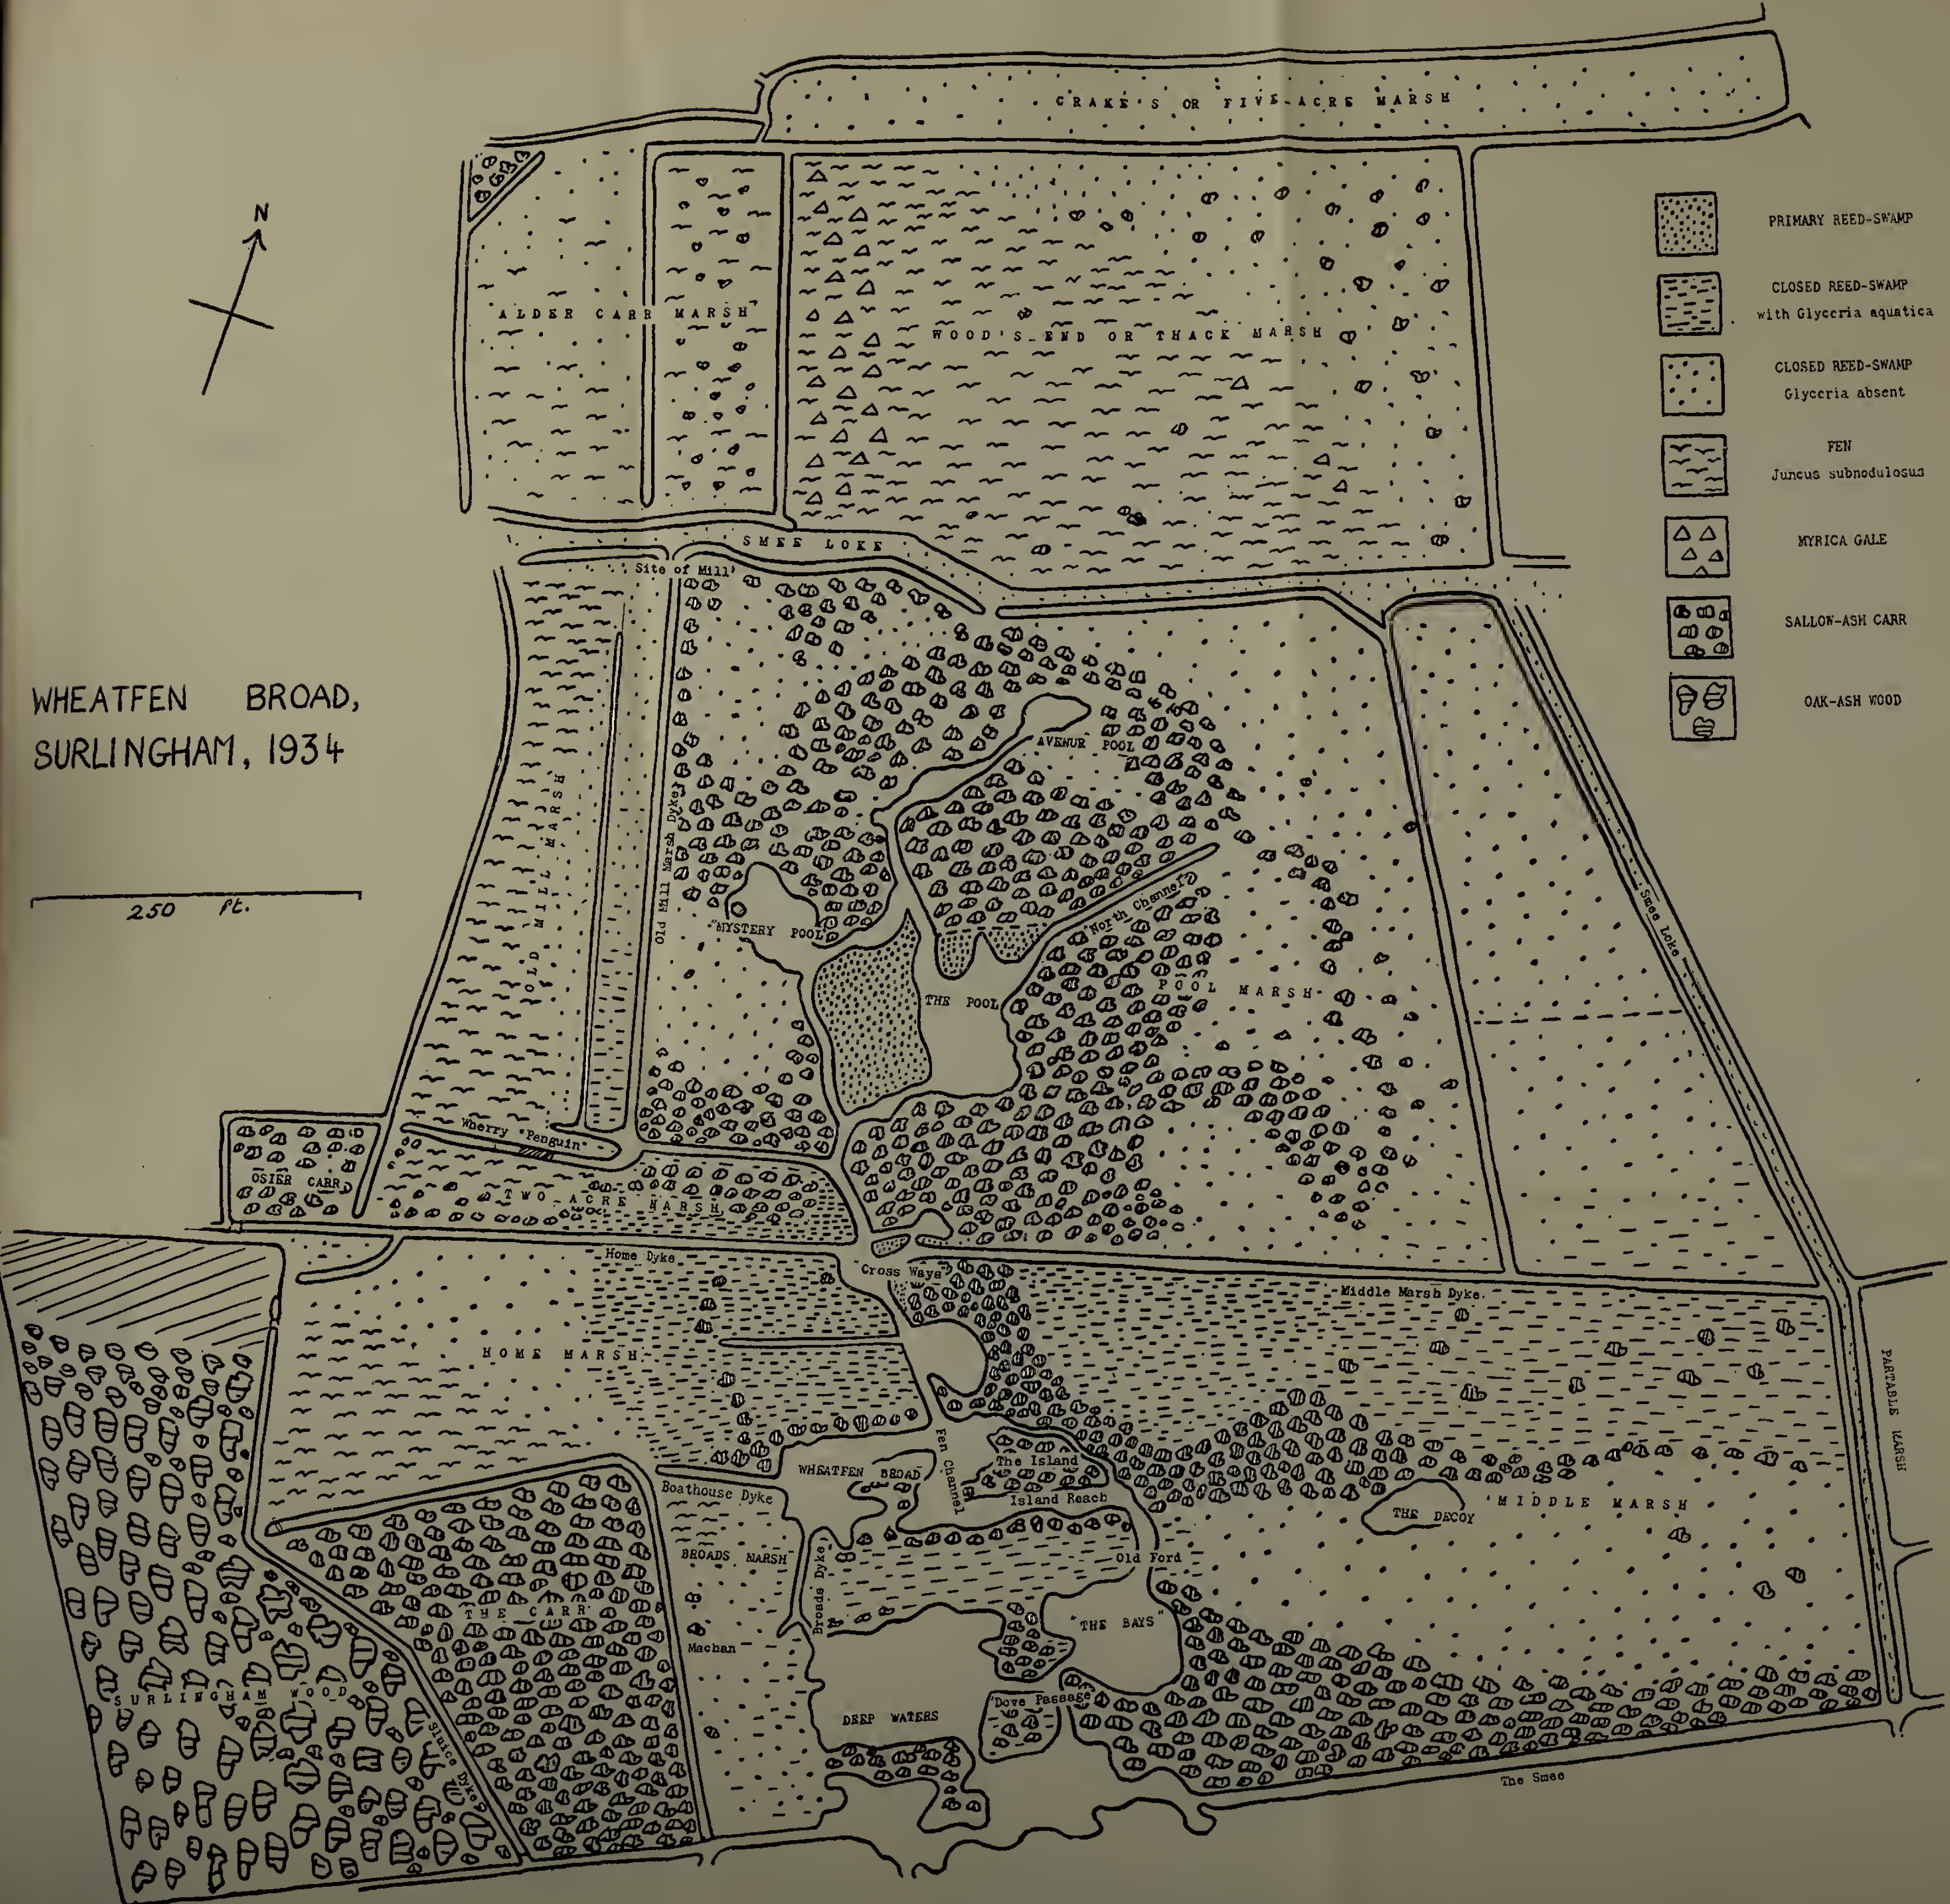 CRAKE'S OR FIVE-ACRE MARSH
N
PRIMARY REED-SWAMP
CLOSED REED-SWAMP
with Glyceria aquatica
CLOSED REED-SWAMP
Glyceria absent
FEN
Juncus subnodulosus
MYRICA GALE
SALLOW-ASH CARR
OAK-ASH WOOD
"ALDER CARR MARSH"
WOOD'S END OR THACK MARSH
SMEE LOKE
"Site of Mill"
WHEATFEN BROAD,
SURLINGHAM, 1934
250 Ft.
OLD MILL MARSH
Old Mill Marsh Dyke
"AVENUE" POOL
"MYSTERY POOL"
"North Channel"
THE POOL
POOL MARSH
Smee Loke
Wherry "Penguin"
OSIER CARR
TWO-ACRE MARSH
Home Dyke
"Cross Ways"
Middle Marsh Dyke.
HOME MARSH
PARITABLE MARSH
WHEATFEN BROAD
Fen Channel
The Island
Island Reach
Boathouse Dyke
THE DECOY
"MIDDLE MARSH
BROADS MARSH
Broads Dyke
Old Ford
THE CARR
"THE BAYS"
Machan
SURLINGHAM WOOD
Sluice Dyke
"Dove Passage"
DEEP WATERS
The Smee